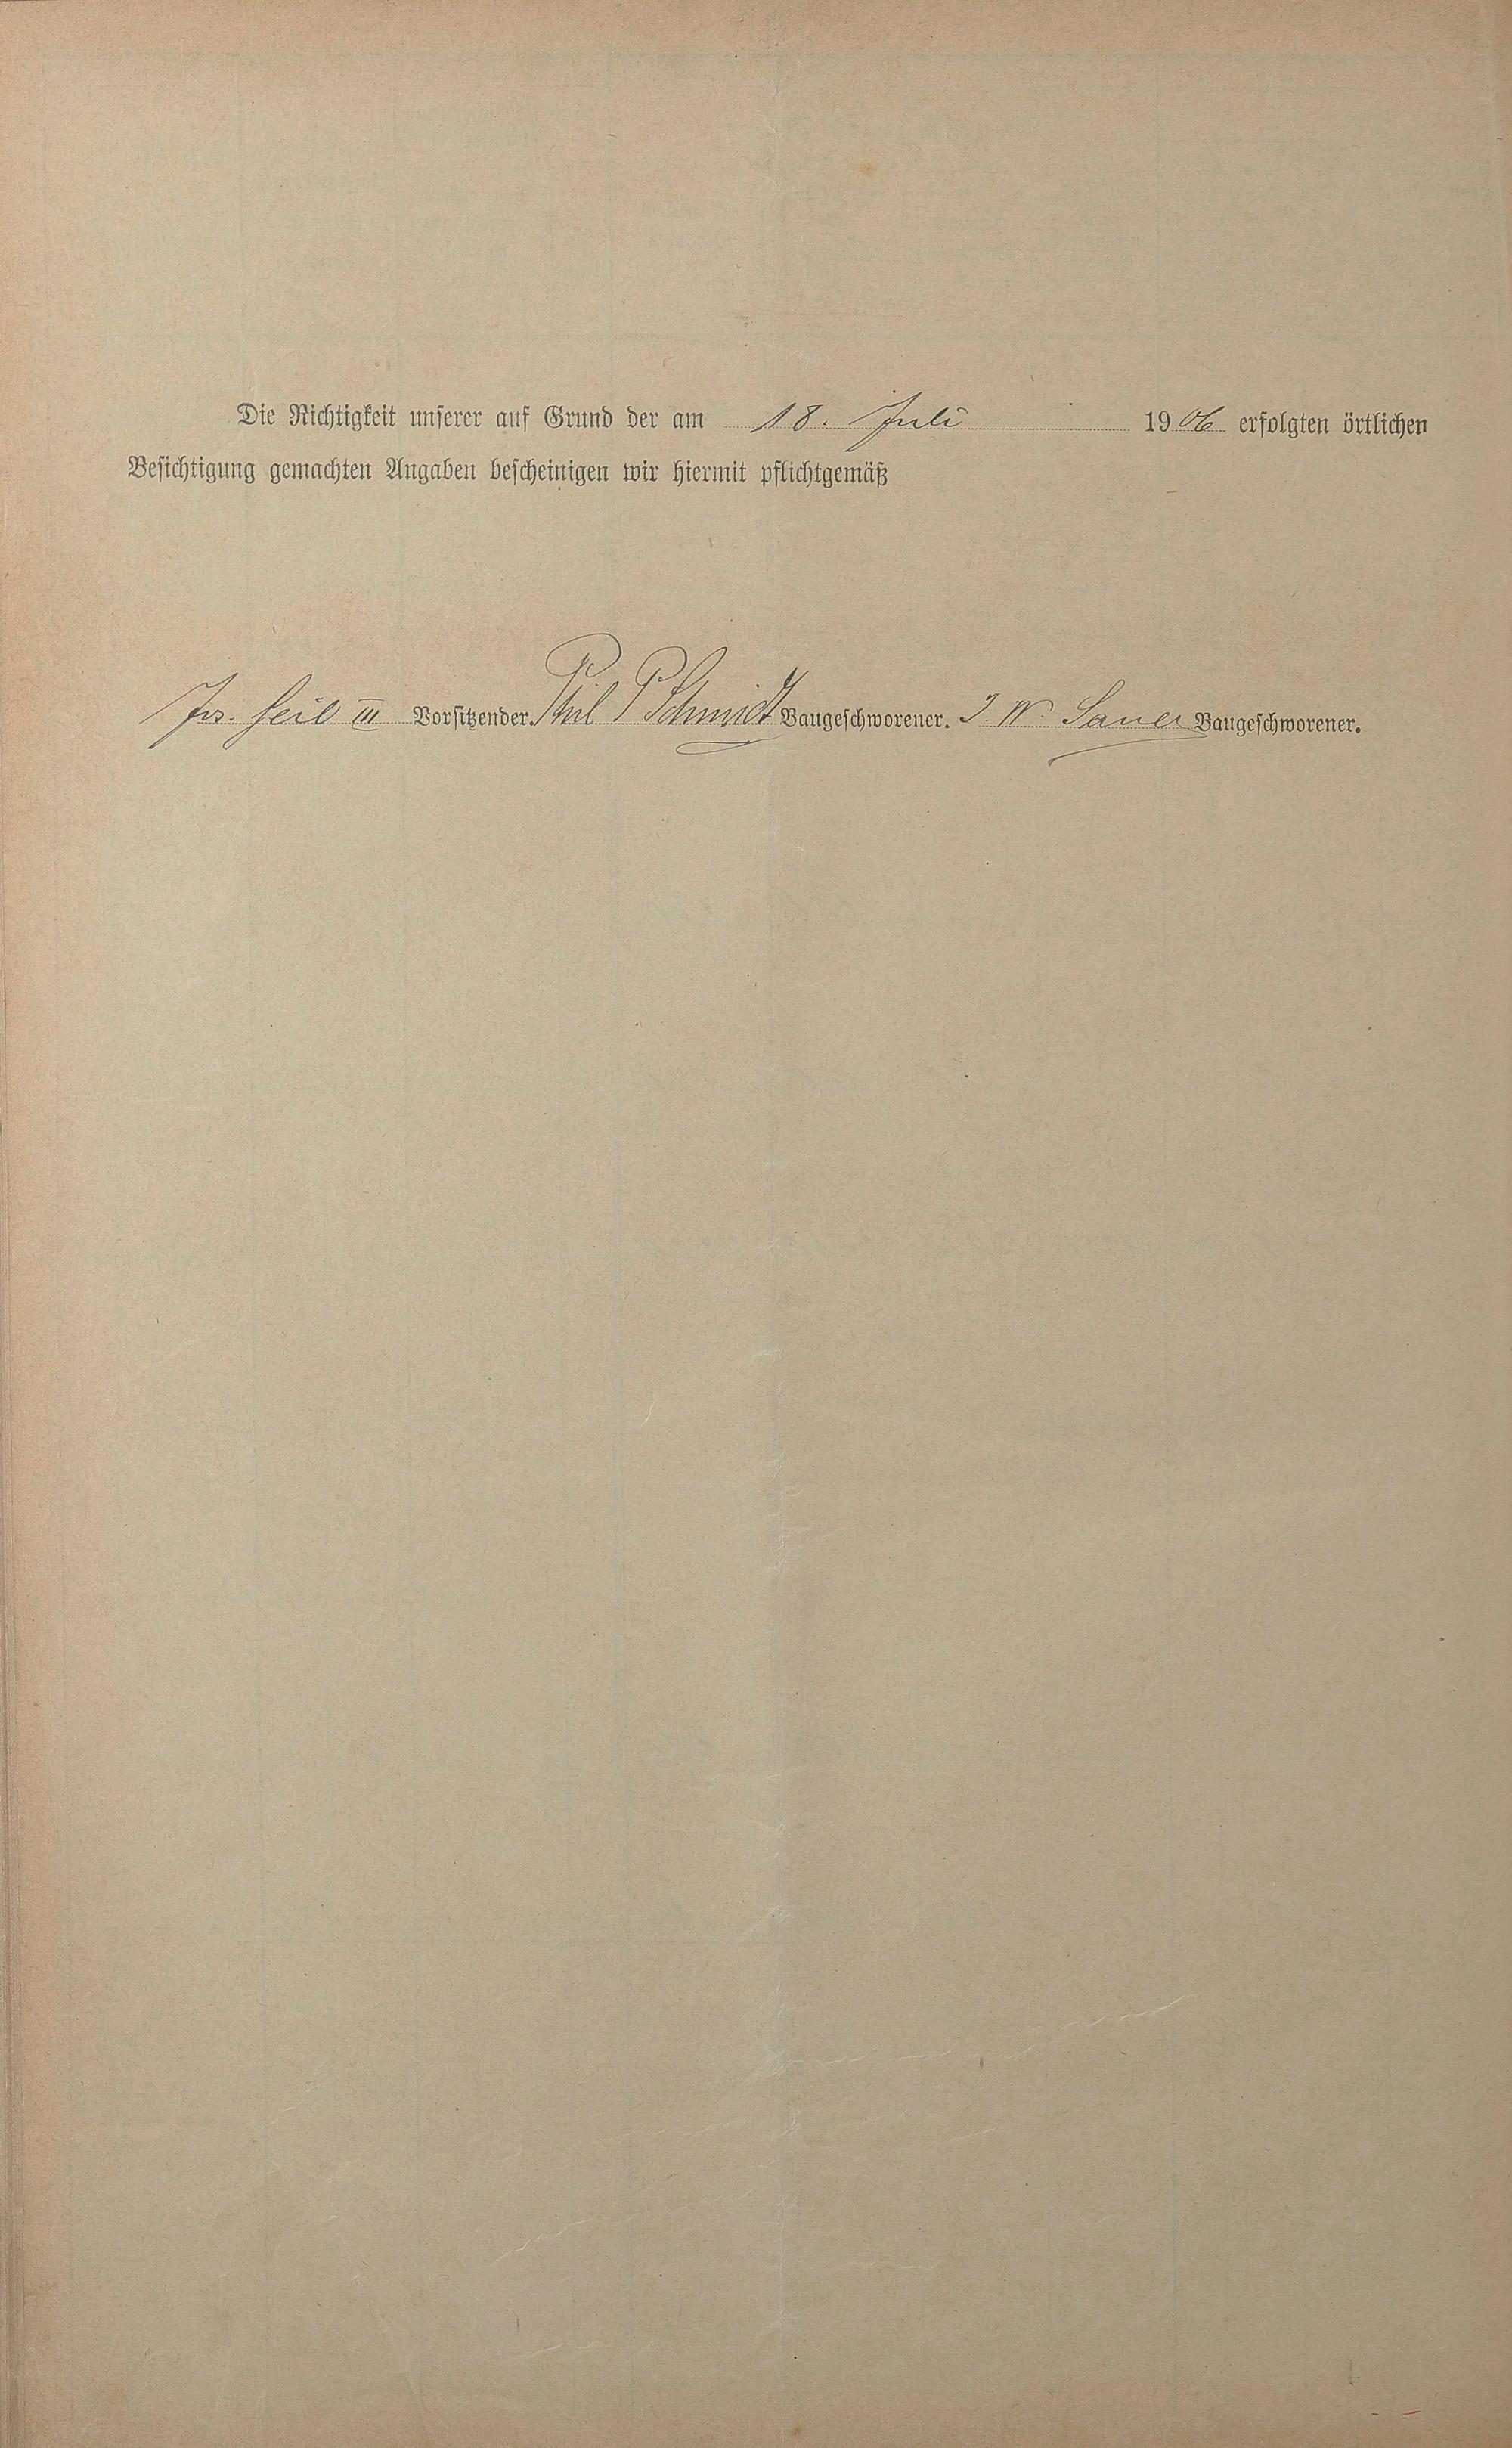 Die Richtigkeit unserer auf Grund der am 18. Juli 1906 erfolgten örtlichen
Besichtigung gemachten Angaben bescheinigen wir hiermit pflichtgemäß
III Vorsitzender. Phil P Schmidt Baugeschworener. J. W. Sauer Baugeschworener.